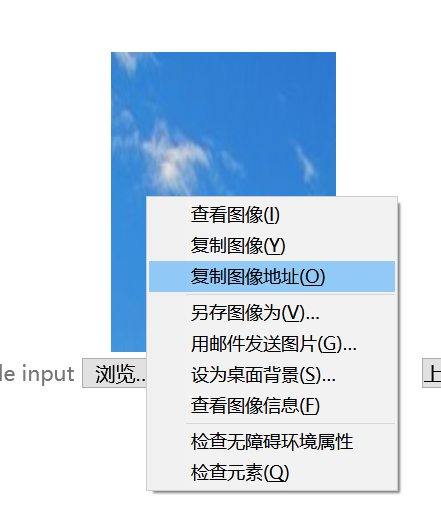 查看图像(I)
复制图像(Y)
复制图像地址(O)
另存图像为(V)...
用邮件发送图片(G)...
设为桌面背景(S)...
查看图像信息(F)
检查无障碍环境属性
检查元素(Q)
le input 浏览... 上